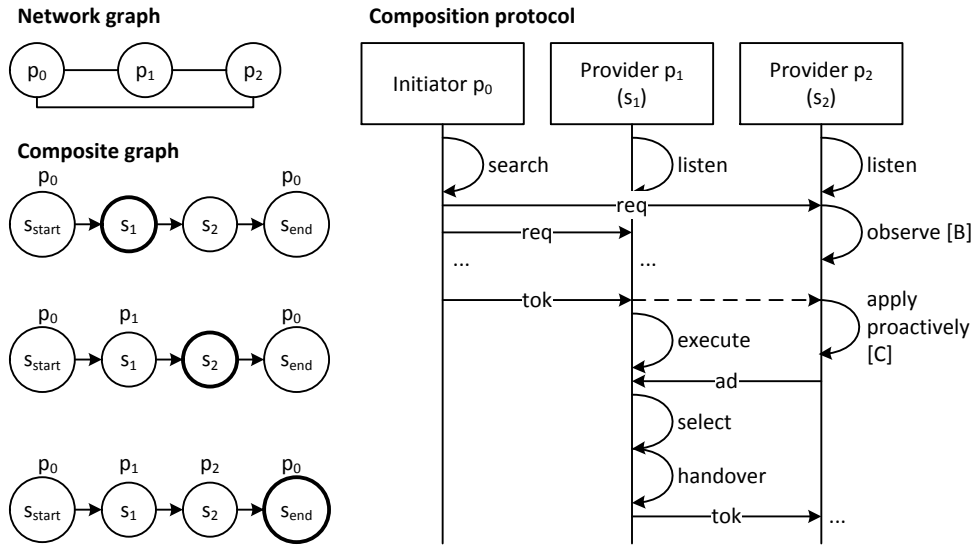 Network graph
p0
p1
p2
Composite graph
p0
p0
sstart
s1
s2
send
p0
p1
p0
sstart
s1
s2
send
p0
p1
p2
p0
sstart
s1
s2
send
Composition protocol
Initiator p0
Provider p1
(s1)
Provider p2
(s2)
search
listen
listen
req
req
observe [B]
...
...
tok
apply
proactively
[C]
execute
ad
select
handover
tok
...